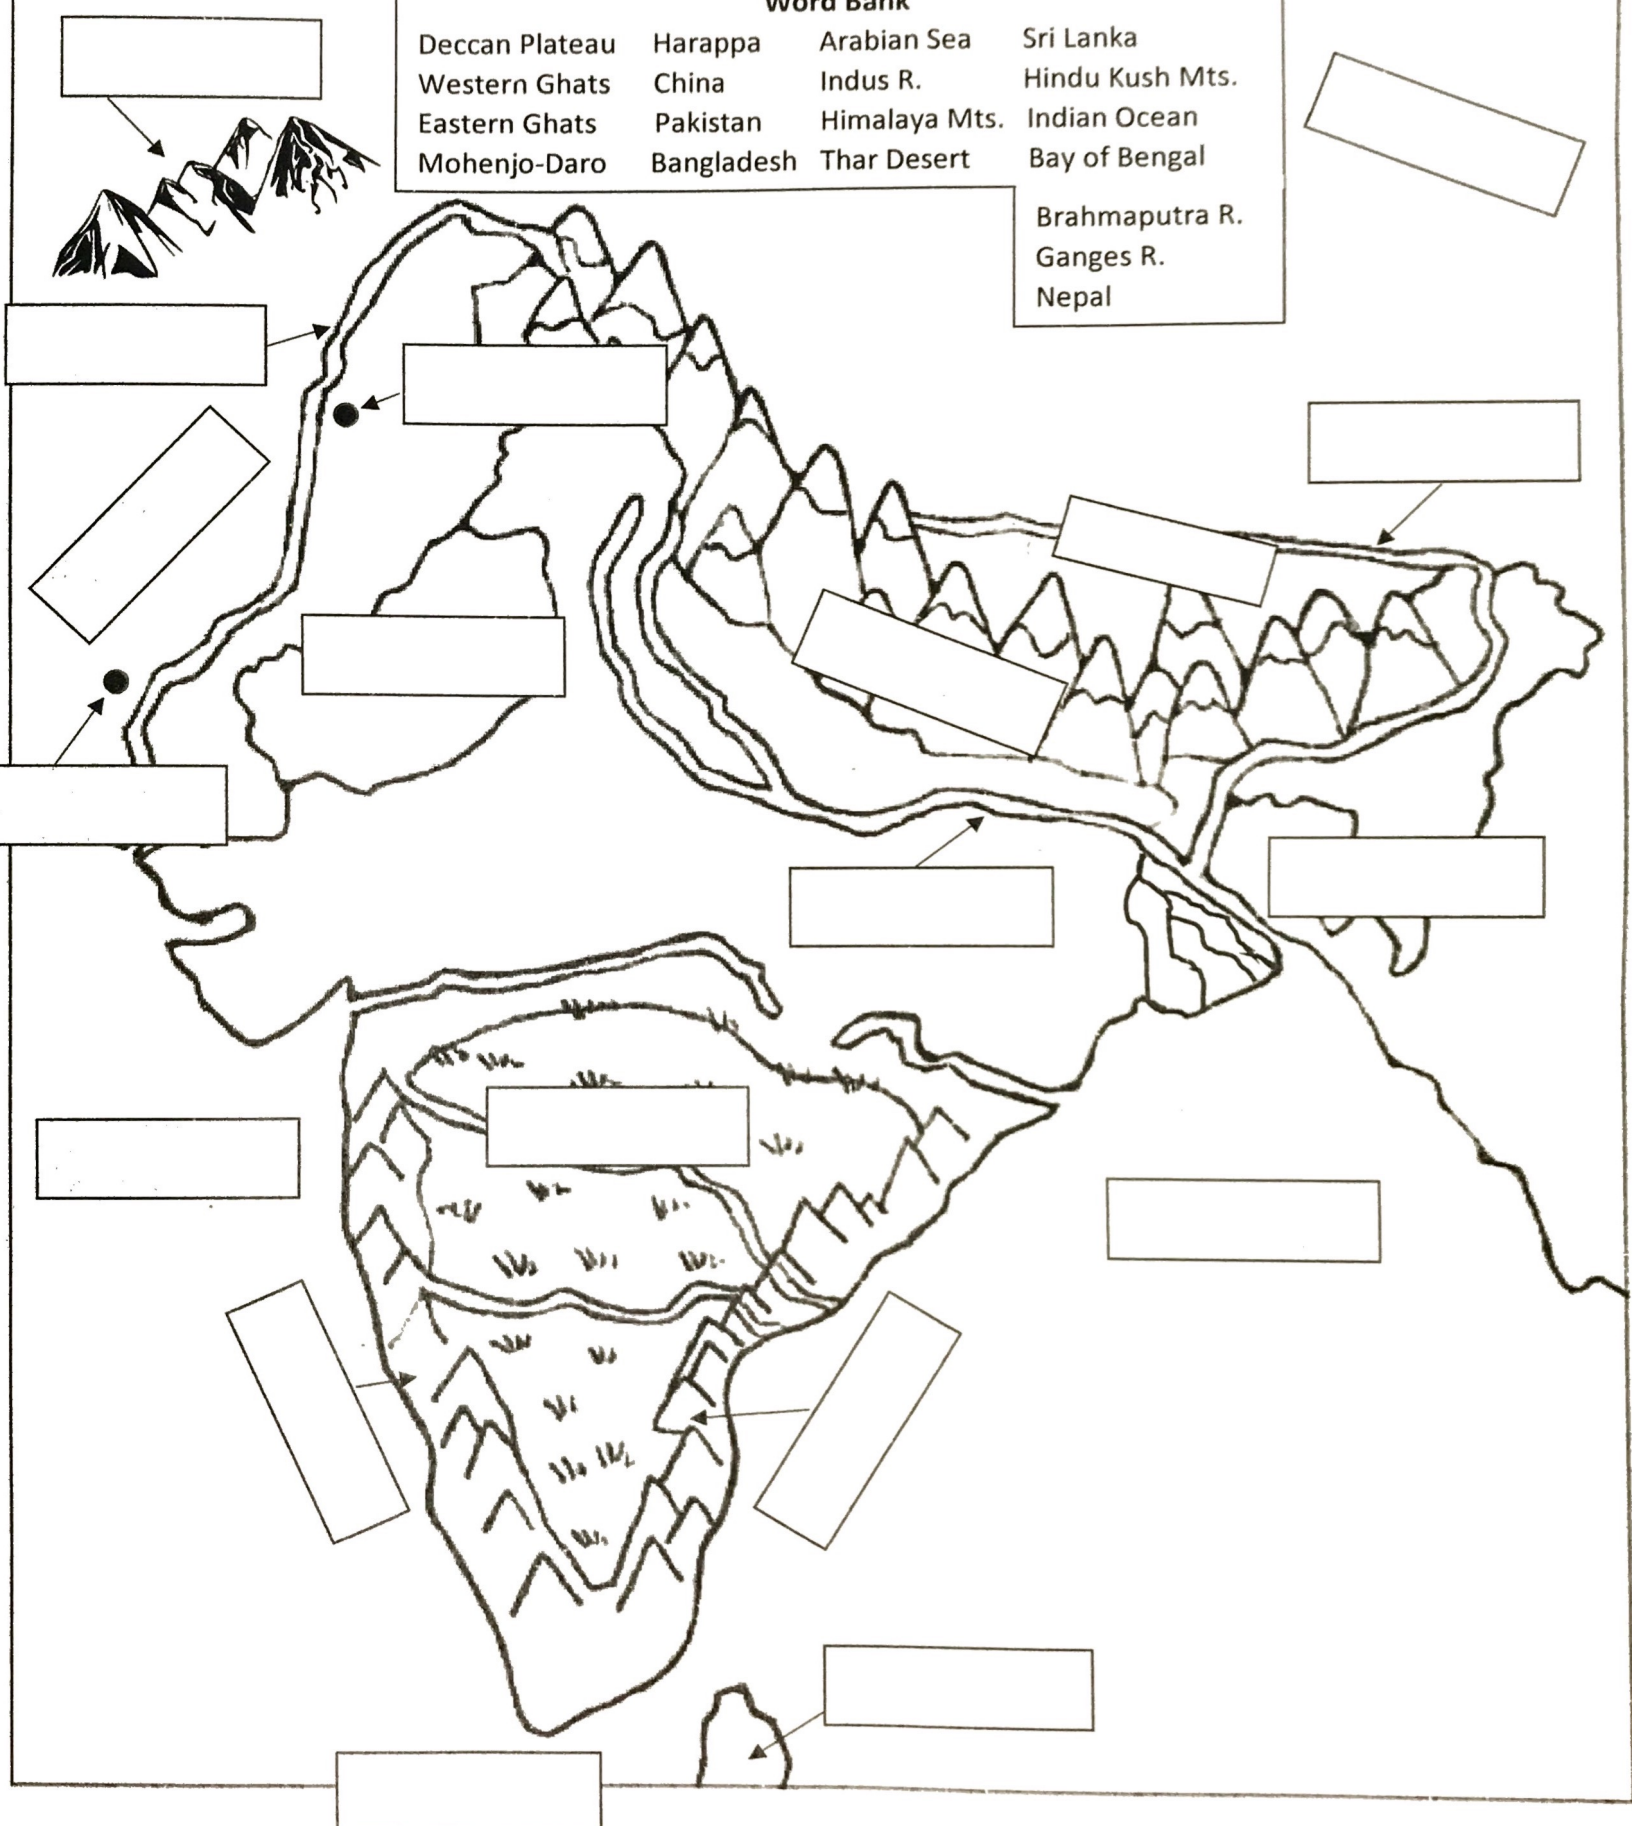 Word Bank
Deccan Plateau Harappa Arabian Sea Sri Lanka
Western Ghats China Indus R. Hindu Kush Mts.
Eastern Ghats Pakistan Himalaya Mts. Indian Ocean
Mohenjo-Daro Bangladesh Thar Desert Bay of Bengal
Brahmaputra R.
Ganges R.
Nepal